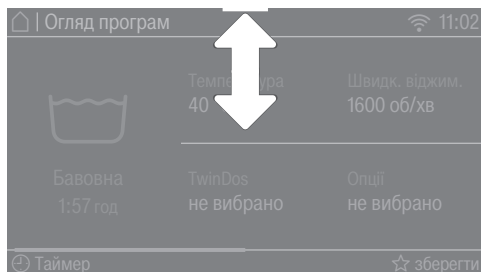 Огляд програм 11:02
Температура Швидк. віджим.
40 1600 об/хв
Бавовна
1:57 год
TwinDos Опції
не вибрано не вибрано
Таймер зберегти